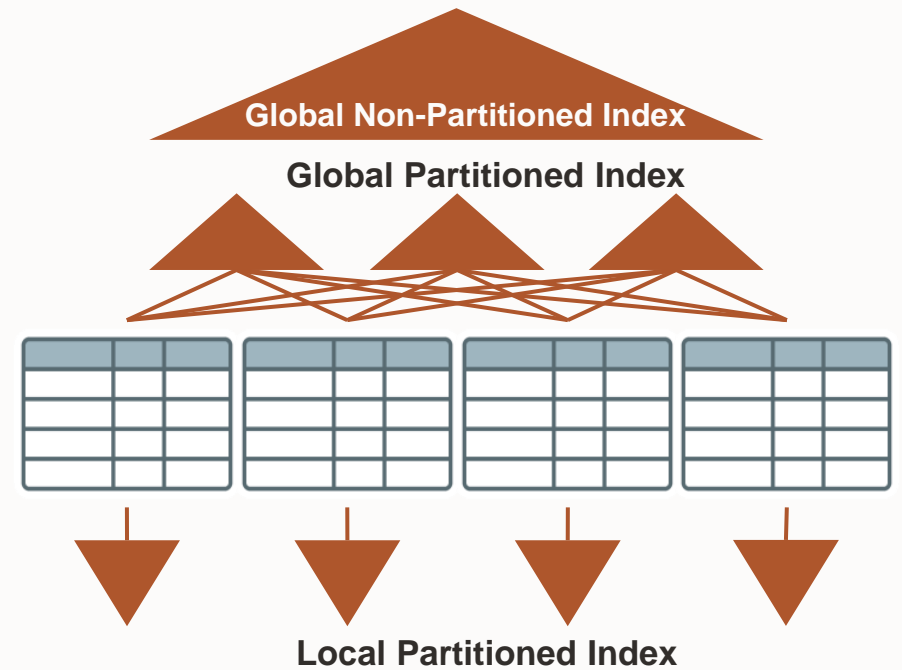 Global Non-Partitioned Index
Global Partitioned Index
Local Partitioned Index